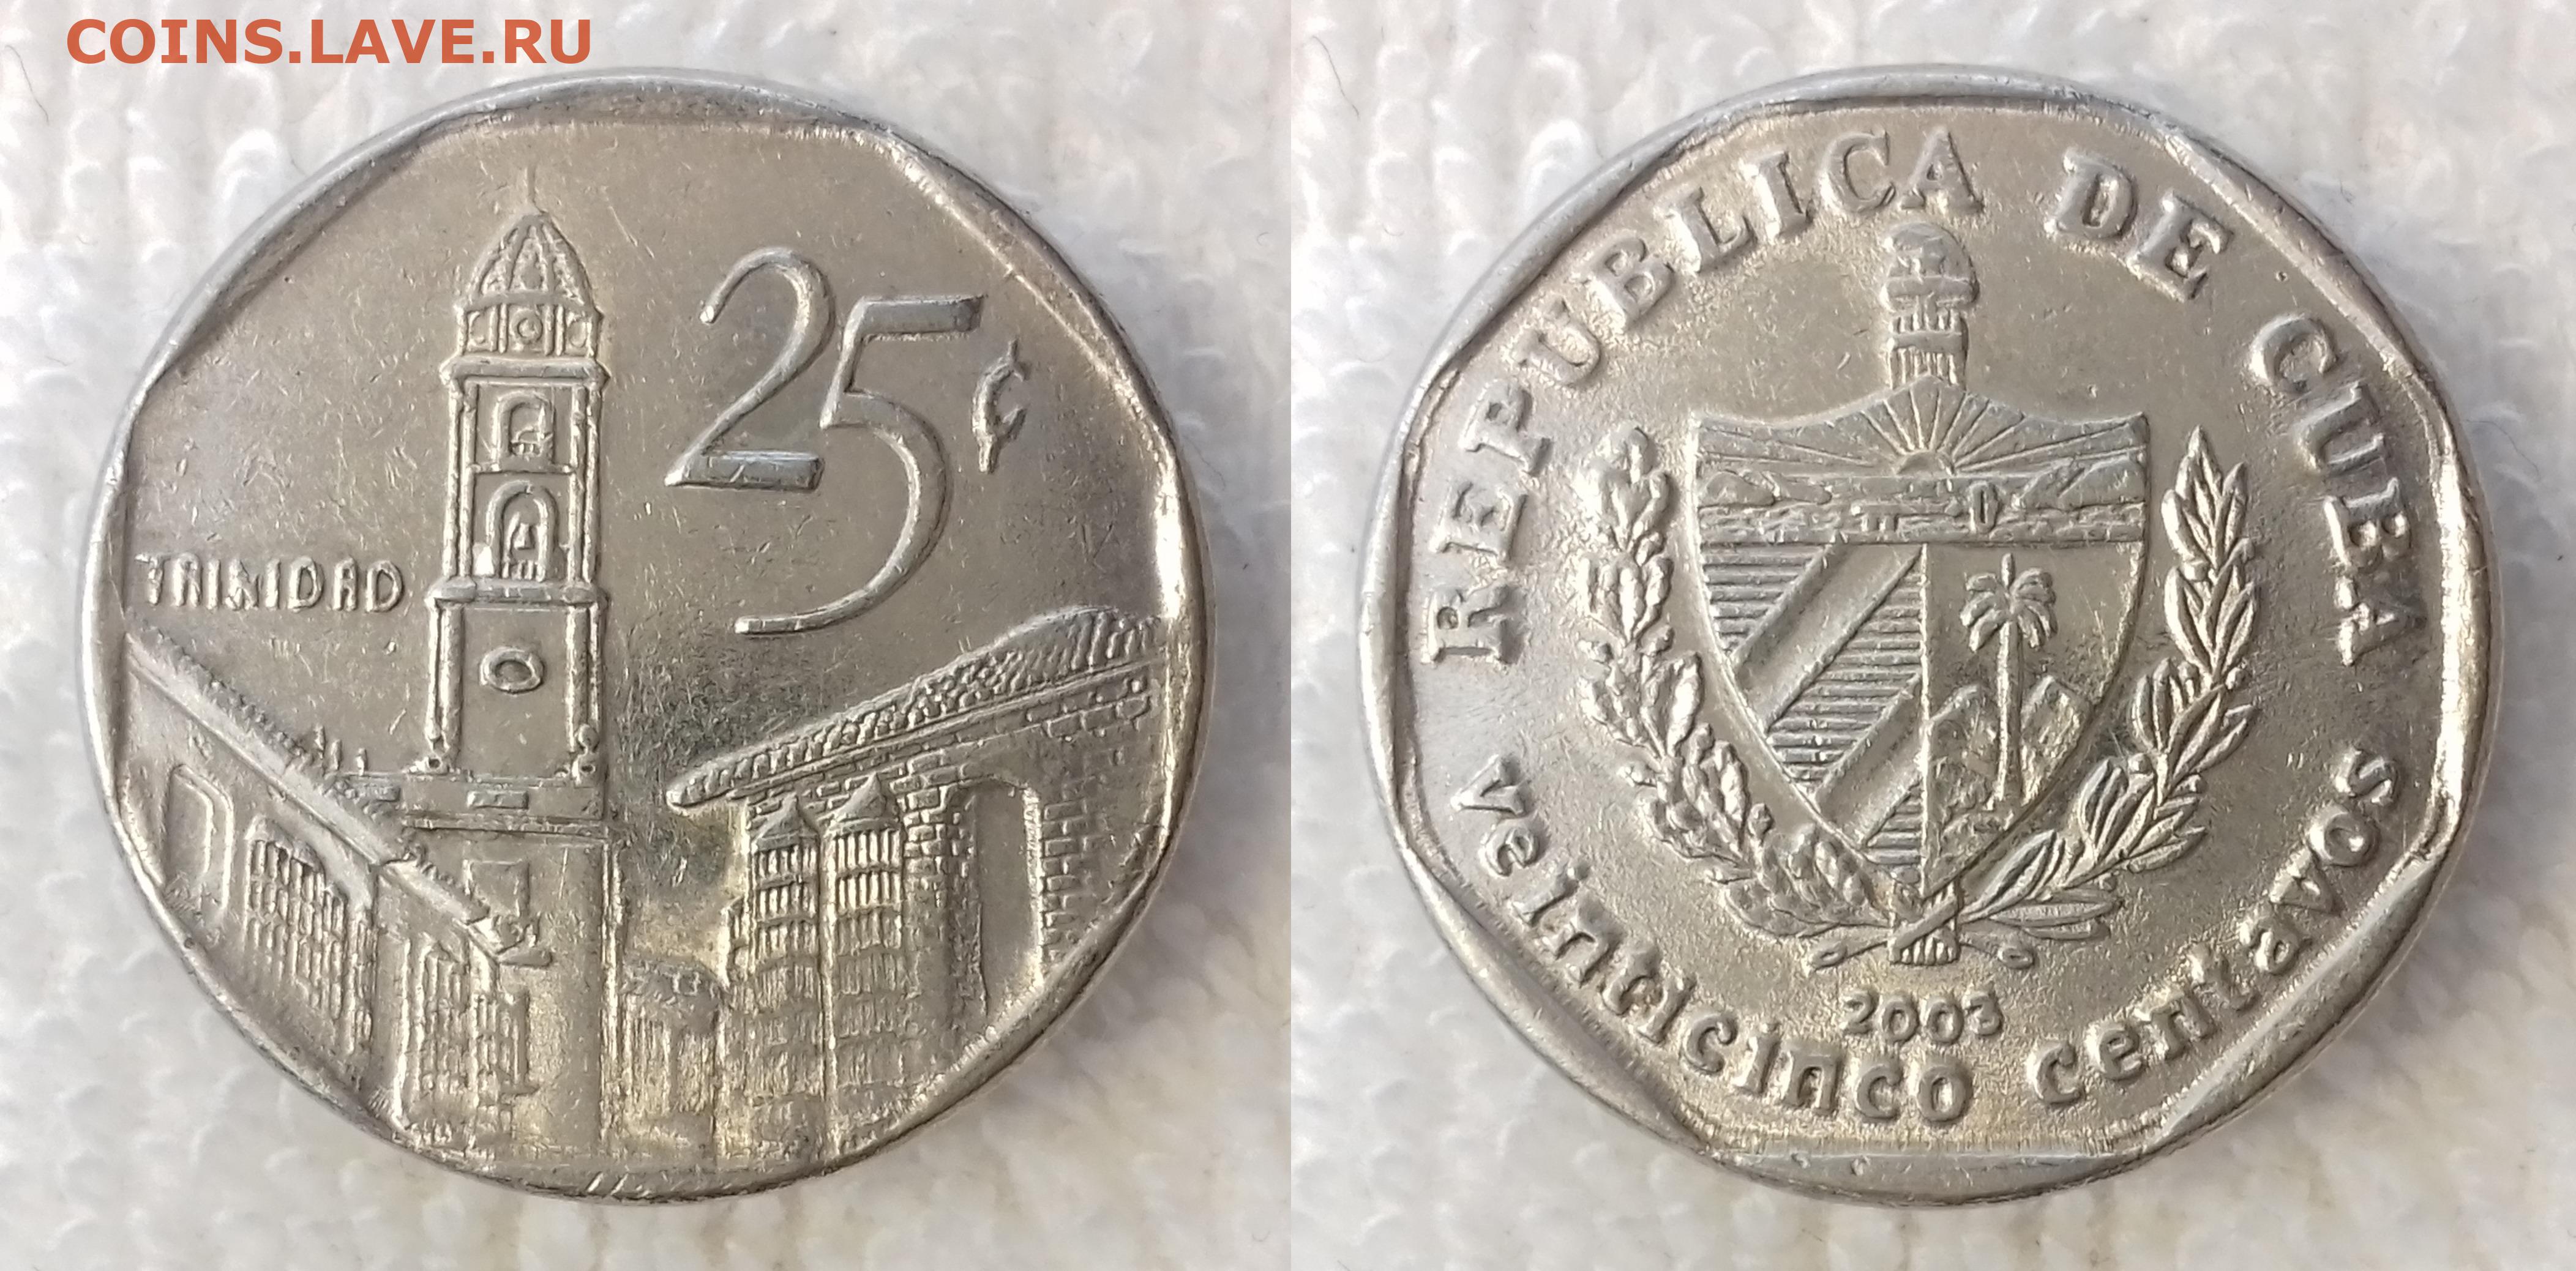 COINS.LAVE.RU
25¢
TRINIDAD
REPUBLICA DE CUBA
2003
veinticinco centavos